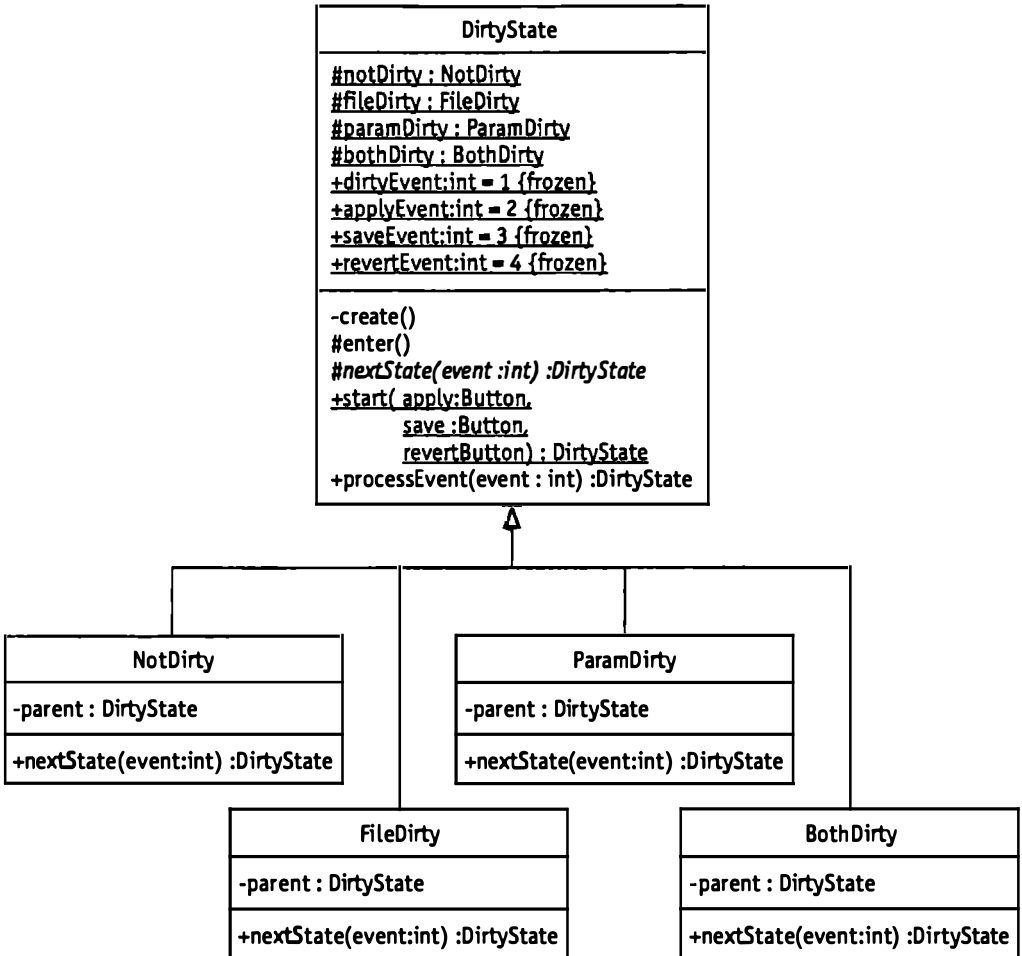 DirtyState
#notDirty : NotDirty
#fileDirty : FileDirty
#paramDirty : ParamDirty
#bothDirty : BothDirty
+dirtyEvent:int = 1 {frozen}
+applyEvent:int = 2 {frozen}
+saveEvent:int = 3 {frozen}
+revertEvent:int = 4 {frozen}
-create()
#enter()
#nextState(event :int) :DirtyState
+start( apply:Button,
save :Button,
revertButton) : DirtyState
+processEvent(event : int) :DirtyState
NotDirty
-parent : DirtyState
+nextState(event:int) :DirtyState
ParamDirty
-parent : DirtyState
+nextState(event:int) :DirtyState
FileDirty
-parent : DirtyState
+nextState(event:int) :DirtyState
BothDirty
-parent : DirtyState
+nextState(event:int) :DirtyState